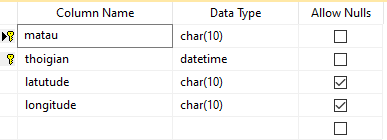 Column Name Data Type Allow Nulls
matau char(10)
thoigian datetime
latutude char(10)
longitude char(10)